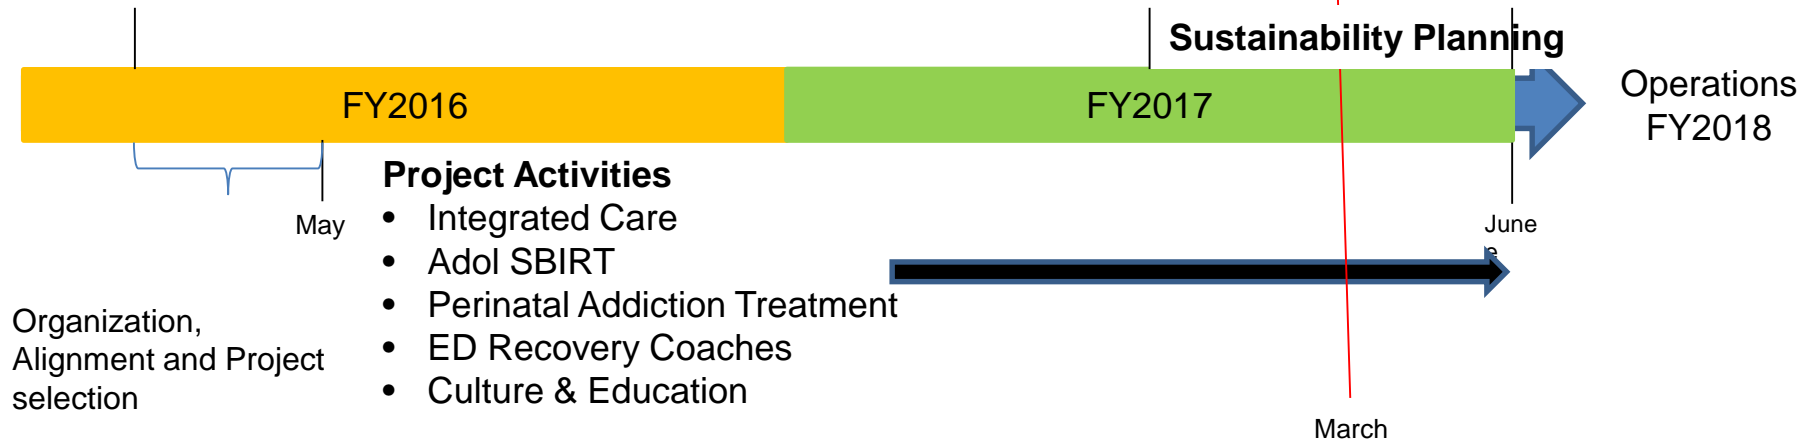 Sustainability Planning
FY2016
FY2017
Operations
FY2018
Project Activities
• Integrated Care
• Adol SBIRT
• Perinatal Addiction Treatment
• ED Recovery Coaches
• Culture & Education
May
June
e
Organization,
Alignment and Project
selection
March